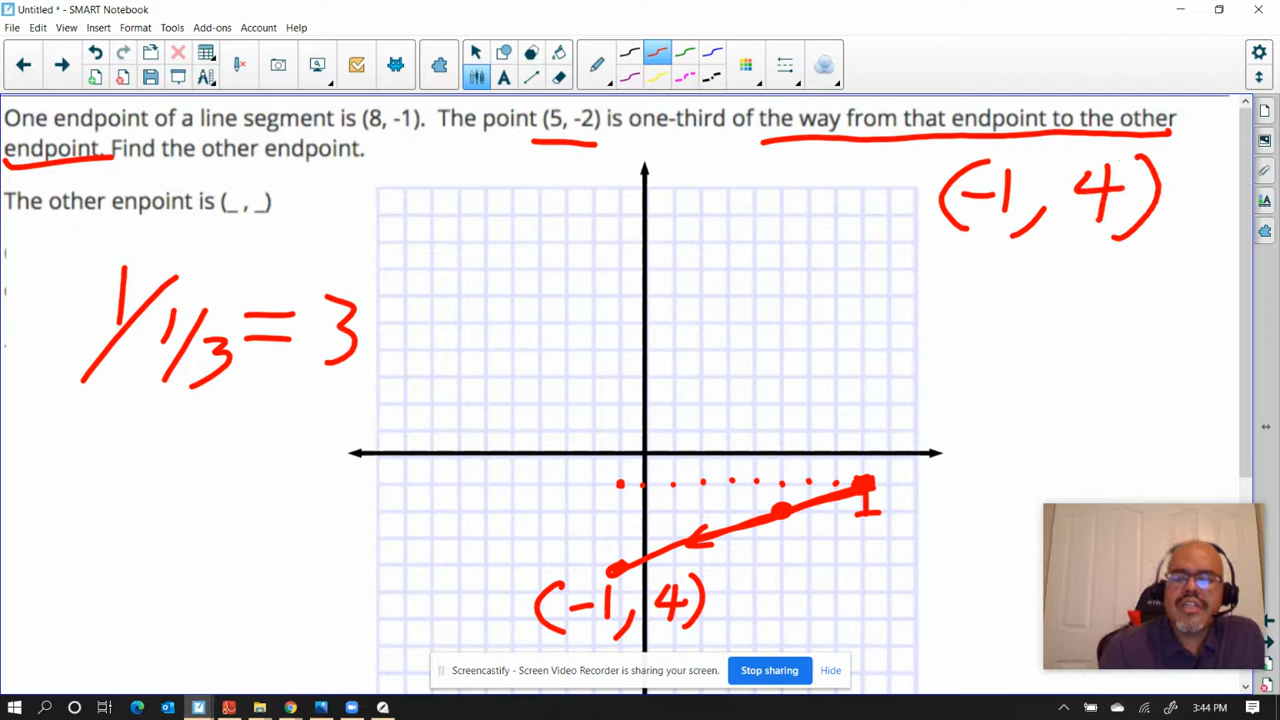 Untitled * - SMART Notebook
File Edit View Insert Format Tools Add-ons Account Help
One endpoint of a line segment is (8, -1). The point (5, -2) is one-third of the way from that endpoint to the other
endpoint. Find the other endpoint.
(-1, 4)
The other enpoint is (_ , _)
1/1/3 = 3
1
(-1, 4)
Screencastify - Screen Video Recorder is sharing your screen. Stop sharing Hide
3:44 PM